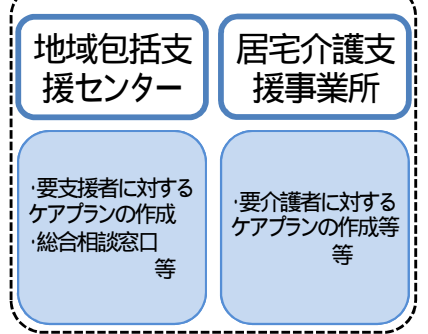 地域包括支
援センター
居宅介護支
援事業所
・要支援者に対する
ケアプランの作成
・総合相談窓口
等
・要介護者に対する
ケアプランの作成等
等